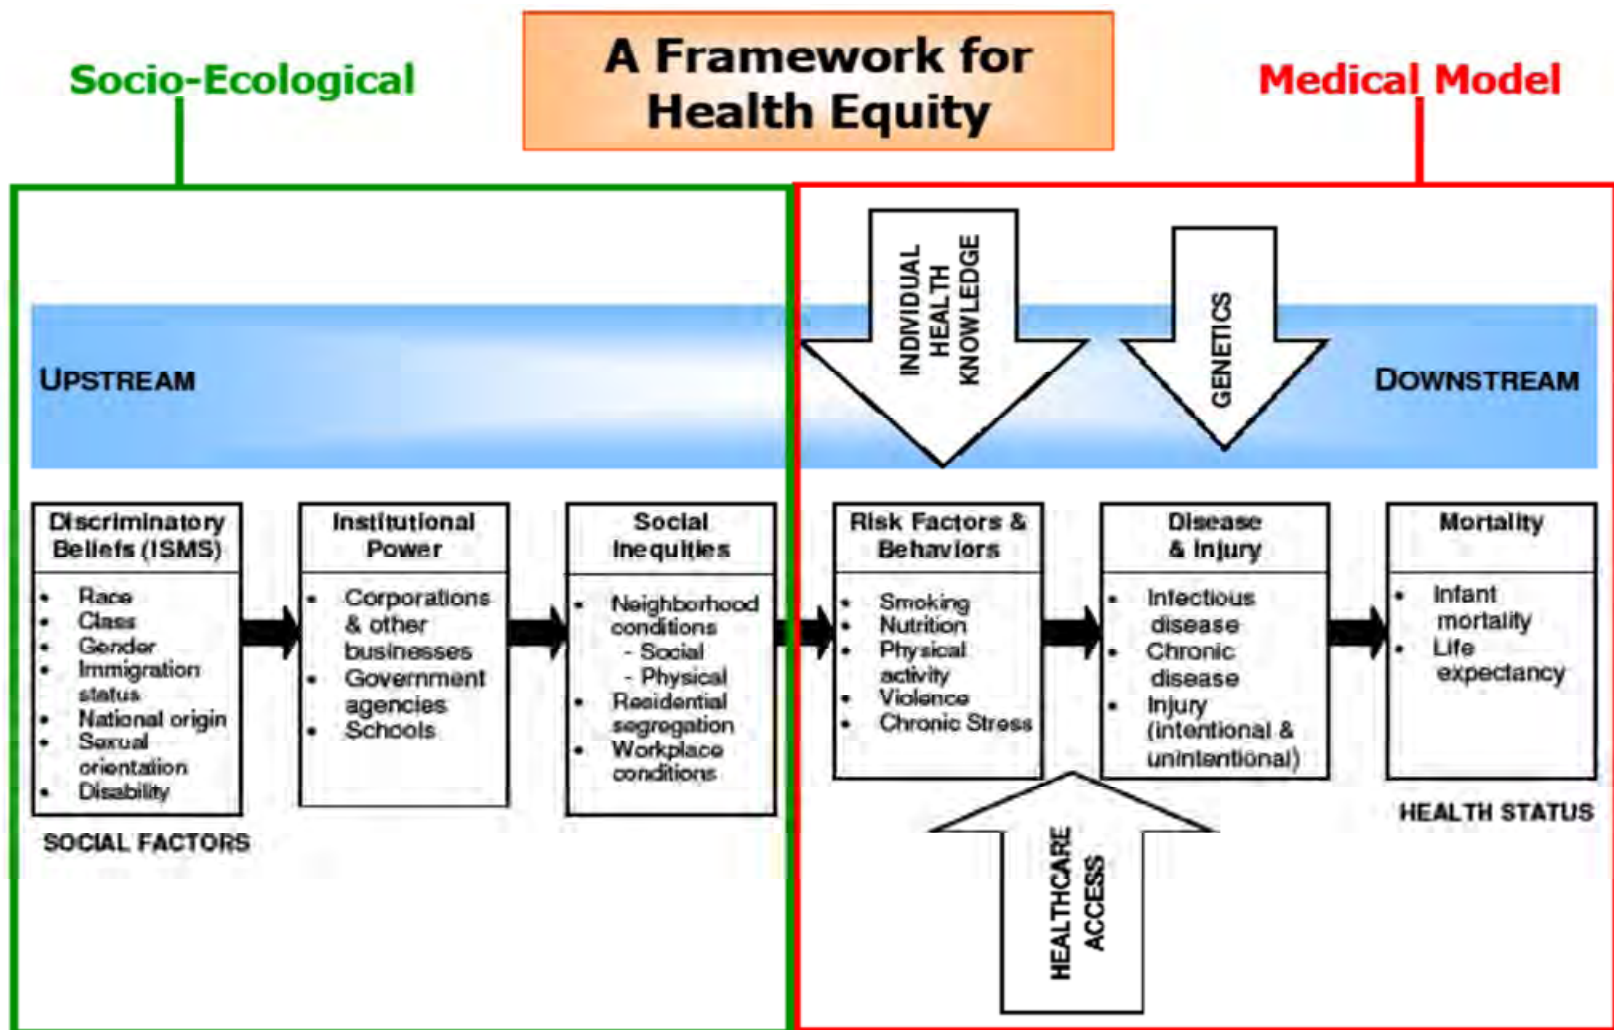 A Framework for
Health Equity
Socio-Ecological
Medical Model
INDIVIDUAL
HEALTH
KNOWLEDGE
GENETICS
UPSTREAM
DOWNSTREAM
Discriminatory
Beliefs (ISMS)
• Race
• Class
• Gender
• Immigration
status
• National origin
• Sexual
orientation
• Disability
SOCIAL FACTORS
Institutional
Power
• Corporations
& other
businesses
• Government
agencies
• Schools
Social
Inequities
• Neighborhood
conditions
- Social
- Physical
• Residential
segregation
• Workplace
conditions
Risk Factors &
Behaviors
• Smoking
• Nutrition
• Physical
activity
• Violence
• Chronic Stress
Disease
& Injury
• Infectious
disease
• Chronic
disease
• Injury
(intentional &
unintentional)
Mortality
• Infant
mortality
• Life
expectancy
HEALTH STATUS
HEALTHCARE
ACCESS